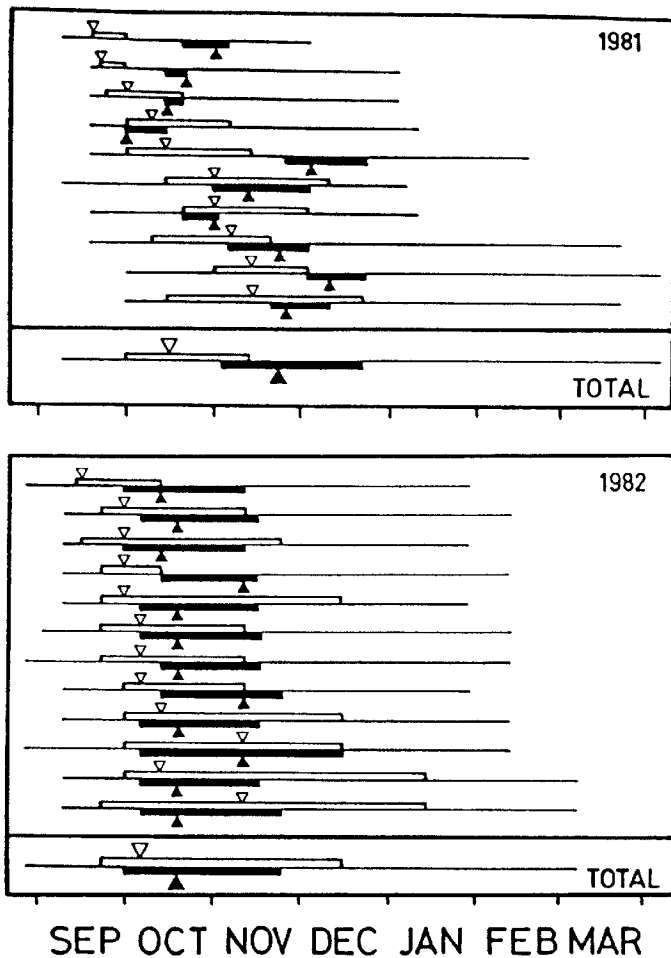 1981
TOTAL
1982
TOTAL
SEP OCT NOV DEC JAN FEB MAR